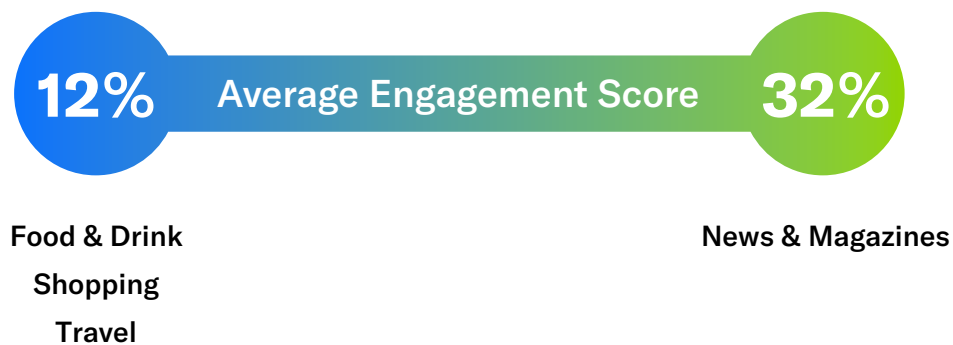 12% Average Engagement Score 32%
Food & Drink News & Magazines
Shopping
Travel